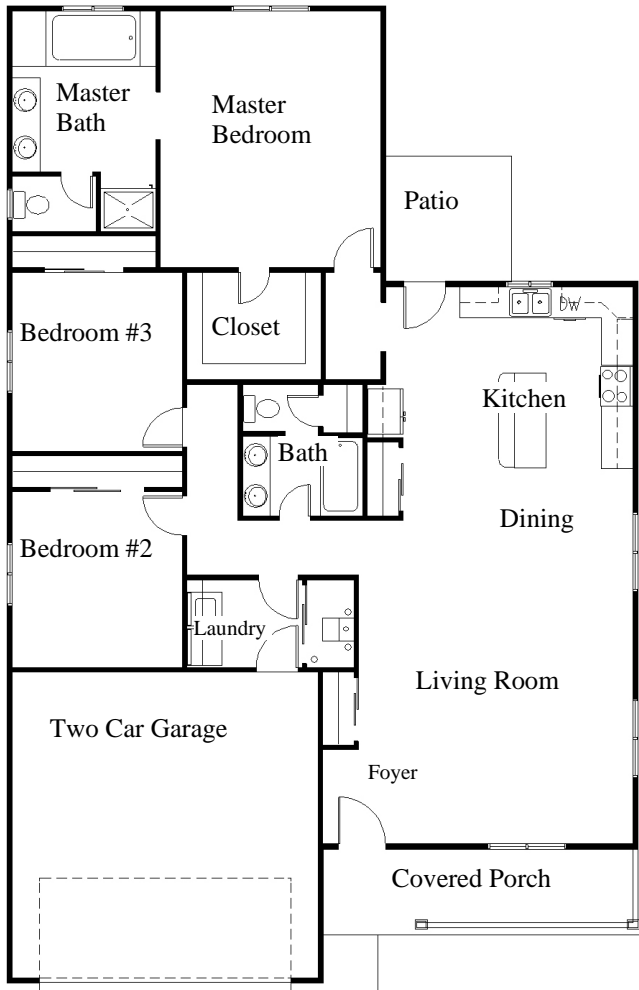 Master
Bath
Master
Bedroom
Patio
Bedroom #3
Closet
DW
Kitchen
Bath
Dining
Bedroom #2
Laundry
Living Room
Two Car Garage
Foyer
Covered Porch